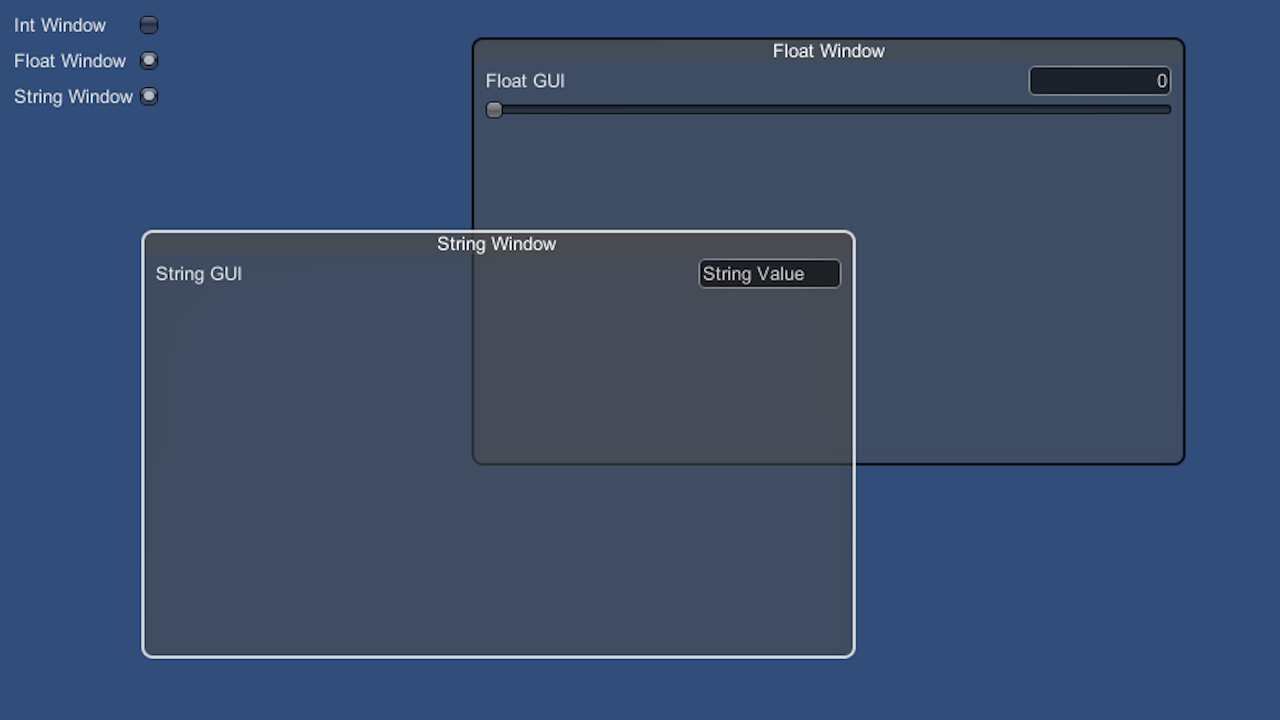 Int Window
Float Window
String Window
Float Window
Float GUI 0
String Window
String GUI String Value